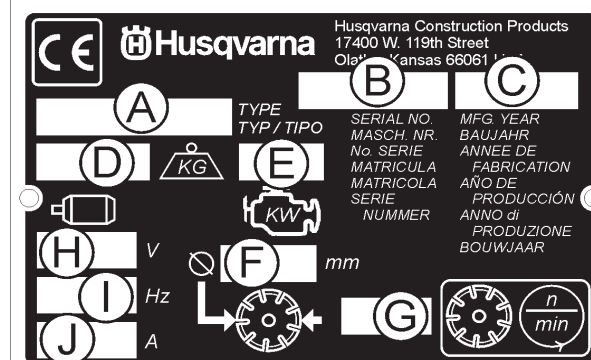 CE
Husqvarna
Husqvarna Construction Products
17400 W. 119th Street
Kansas 66061
A
TYPE
TYP / TIPO
B
SERIAL NO.
MASCH. NR.
No. SERIE
MATRICULA
MATRICOLA
SERIE
NUMMER
C
MFG. YEAR
BAUJAHR
ANNEE DE
FABRICATION
AÑO DE
PRODUCCIÓN
ANNO di
PRODUZIONE
BOUWJAAR
D
KG
E
KW
H
V
I
Hz
J
A
F
mm
G
n
min